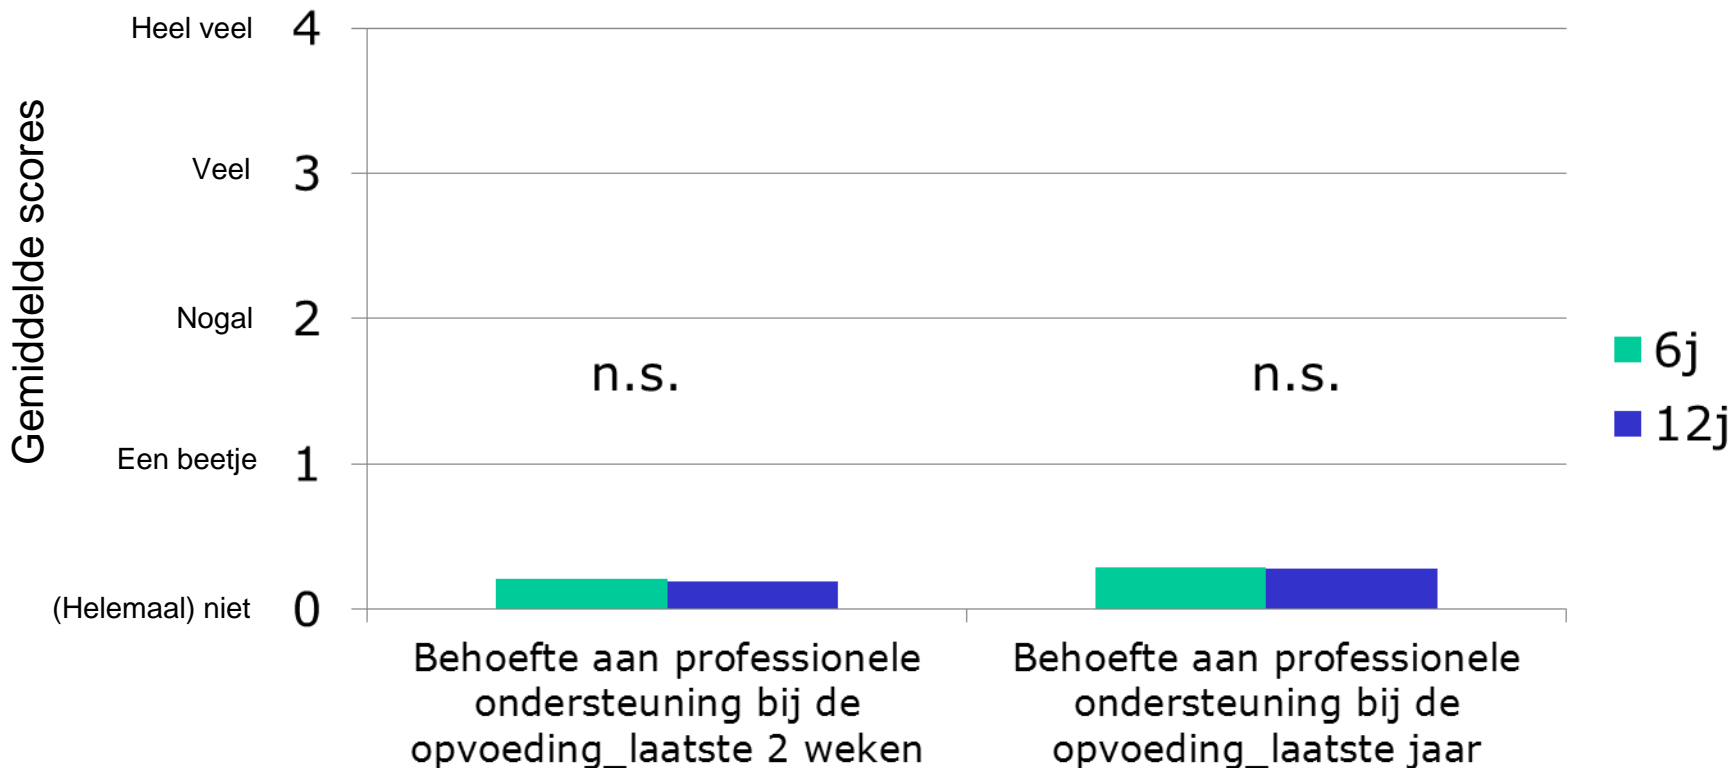 Gemiddelde scores
Heel veel 4
Veel 3
Nogal 2
Een beetje 1
(Helemaal) niet 0
n.s.
n.s.
6j
12j
Behoefte aan professionele
ondersteuning bij de
opvoeding_laatste 2 weken
Behoefte aan professionele
ondersteuning bij de
opvoeding_laatste jaar